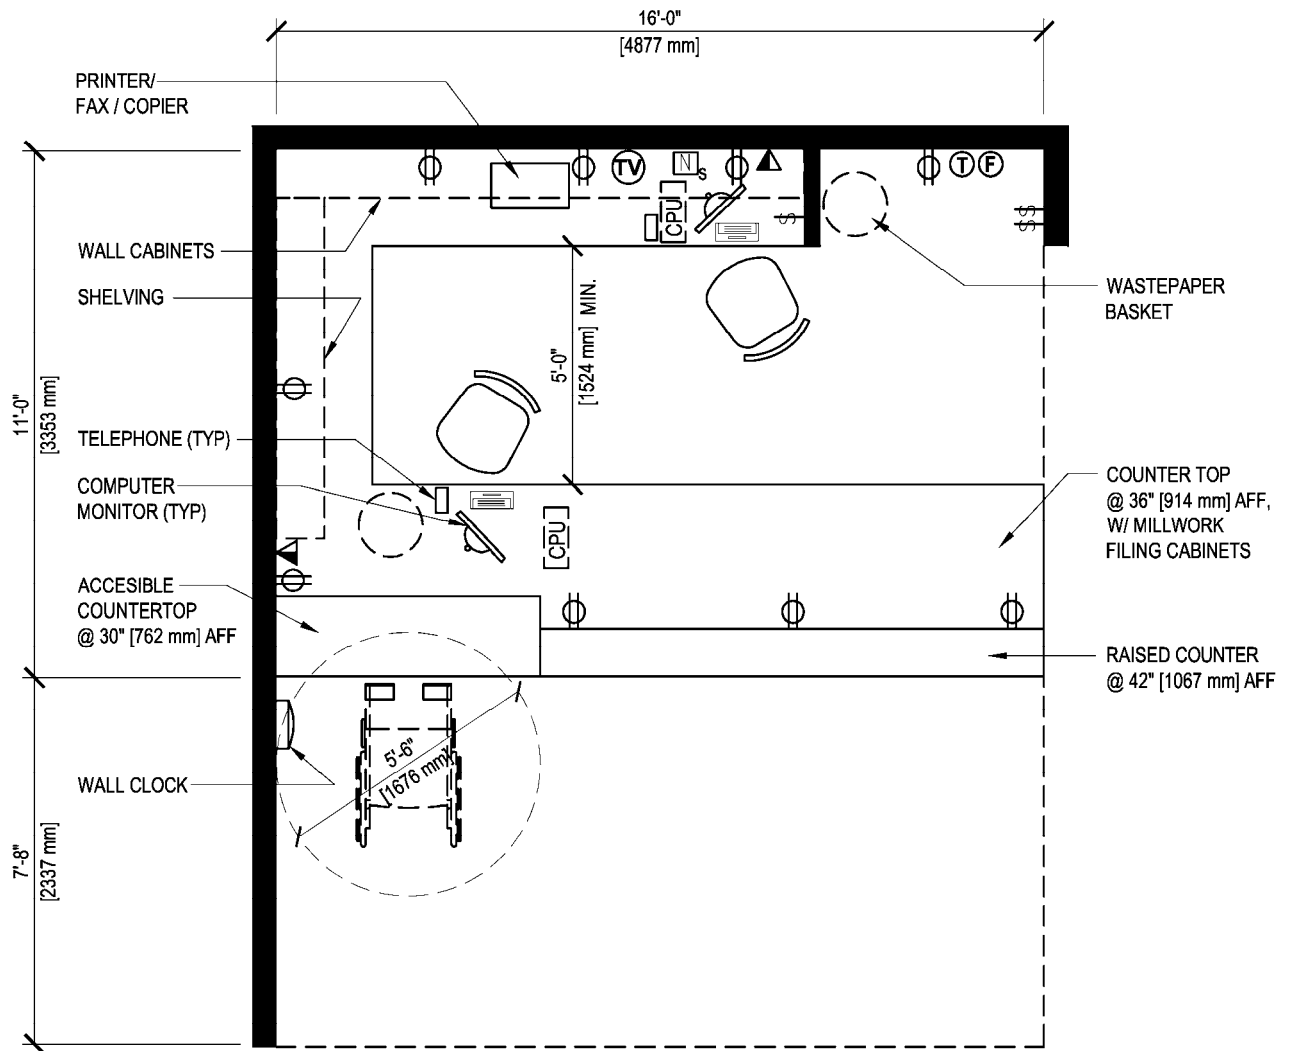 16'-0"
[4877 mm]
PRINTER/
FAX / COPIER
TV
N
S
T
F
CPU
S
SS
WALL CABINETS
SHELVING
WASTEPAPER
BASKET
5'-0"
[1524 mm] MIN.
11'-0"
[3353 mm]
TELEPHONE (TYP)
COMPUTER
MONITOR (TYP)
COUNTER TOP
@ 36" [914 mm] AFF,
W/ MILLWORK
FILING CABINETS
CPU
ACCESIBLE
COUNTERTOP
@ 30" [762 mm] AFF
RAISED COUNTER
@ 42" [1067 mm] AFF
5'-6"
[1676 mm]
WALL CLOCK
7'-8"
[2337 mm]